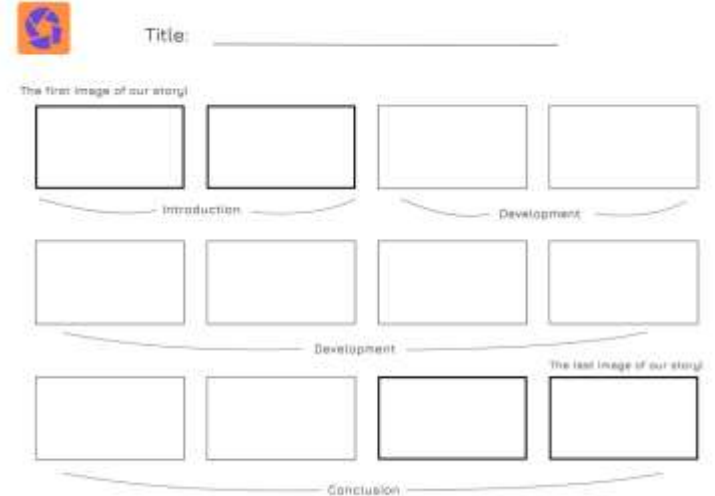 Title:
The first image of our story!
Introduction
Development
Development
The last image of our story!
Conclusion